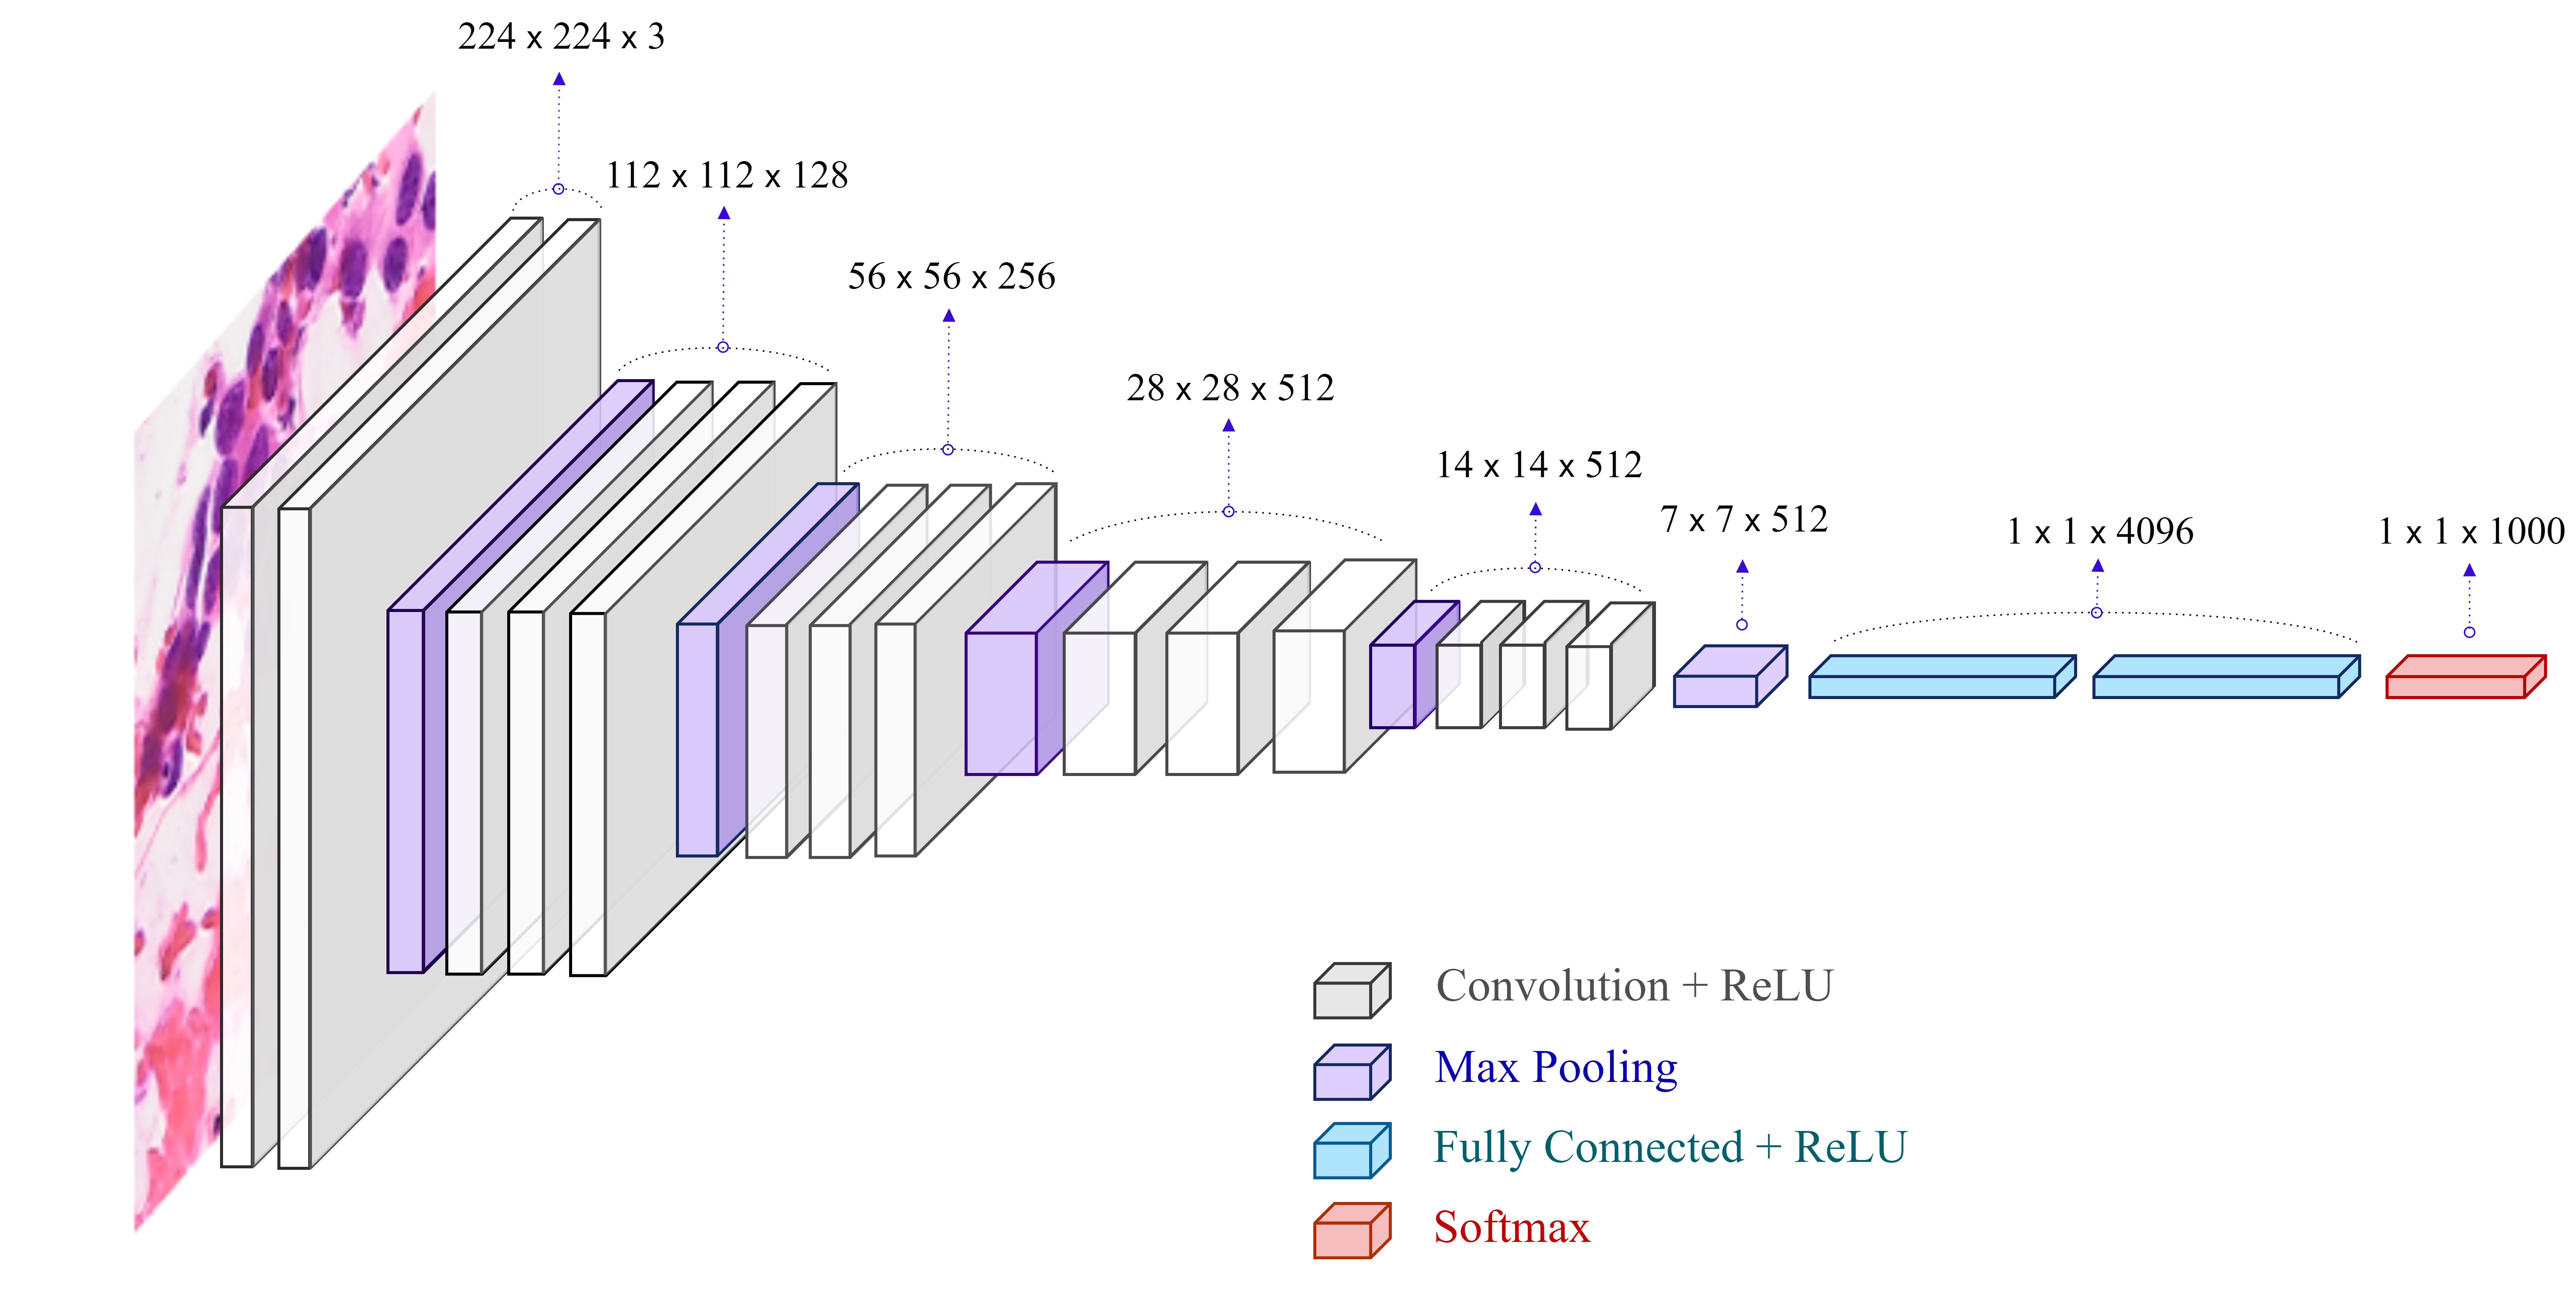 224 x 224 x 3
112 x 112 x 128
56 x 56 x 256
28 x 28 x 512
14 x 14 x 512
7 x 7 x 512
1 x 1 x 4096
1 x 1 x 1000
Convolution + ReLU
Max Pooling
Fully Connected + ReLU
Softmax